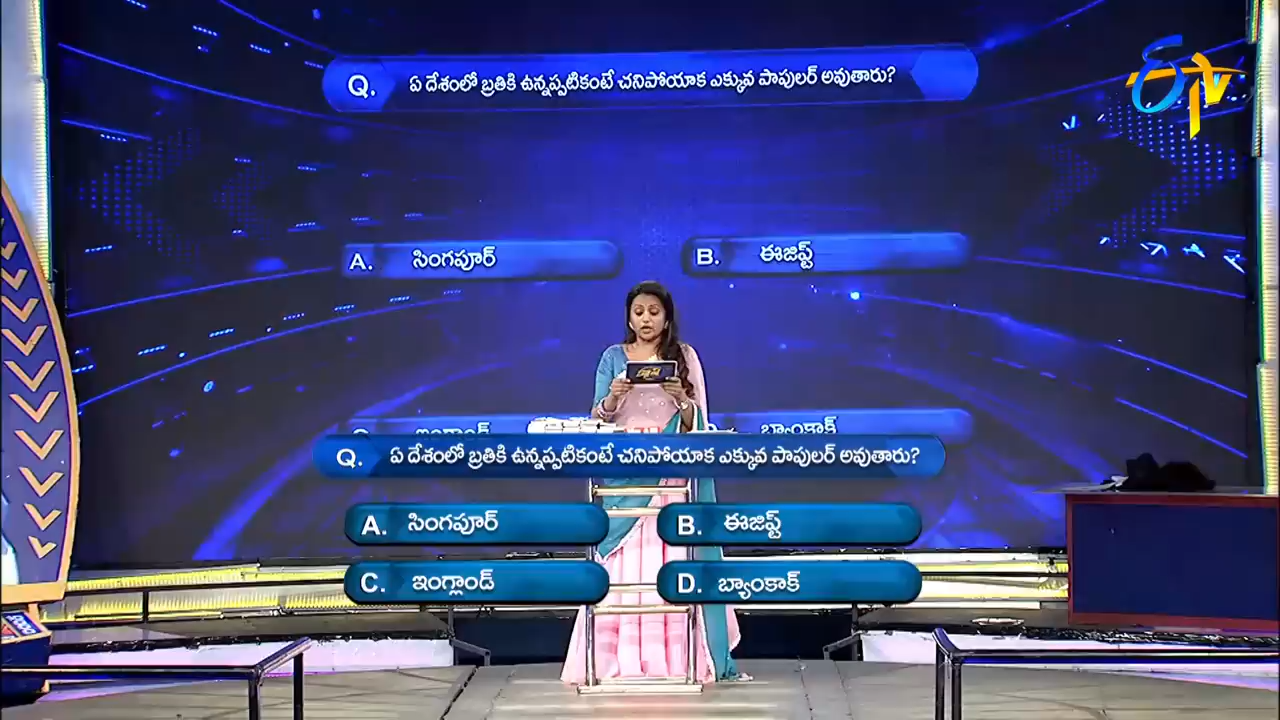 ETV
Q. ఏ దేశంలో బ్రతికి ఉన్నప్పటికంటే చనిపోయాక ఎక్కువ పాపులర్ అవుతారు?
A. సింగపూర్
B. ఈజిప్ట్
ఇంగ్లాండ్
బ్యాంకాక్
Q. ఏ దేశంలో బ్రతికి ఉన్నప్పటికంటే చనిపోయాక ఎక్కువ పాపులర్ అవుతారు?
A. సింగపూర్
B. ఈజిప్ట్
C. ఇంగ్లాండ్
D. బ్యాంకాక్